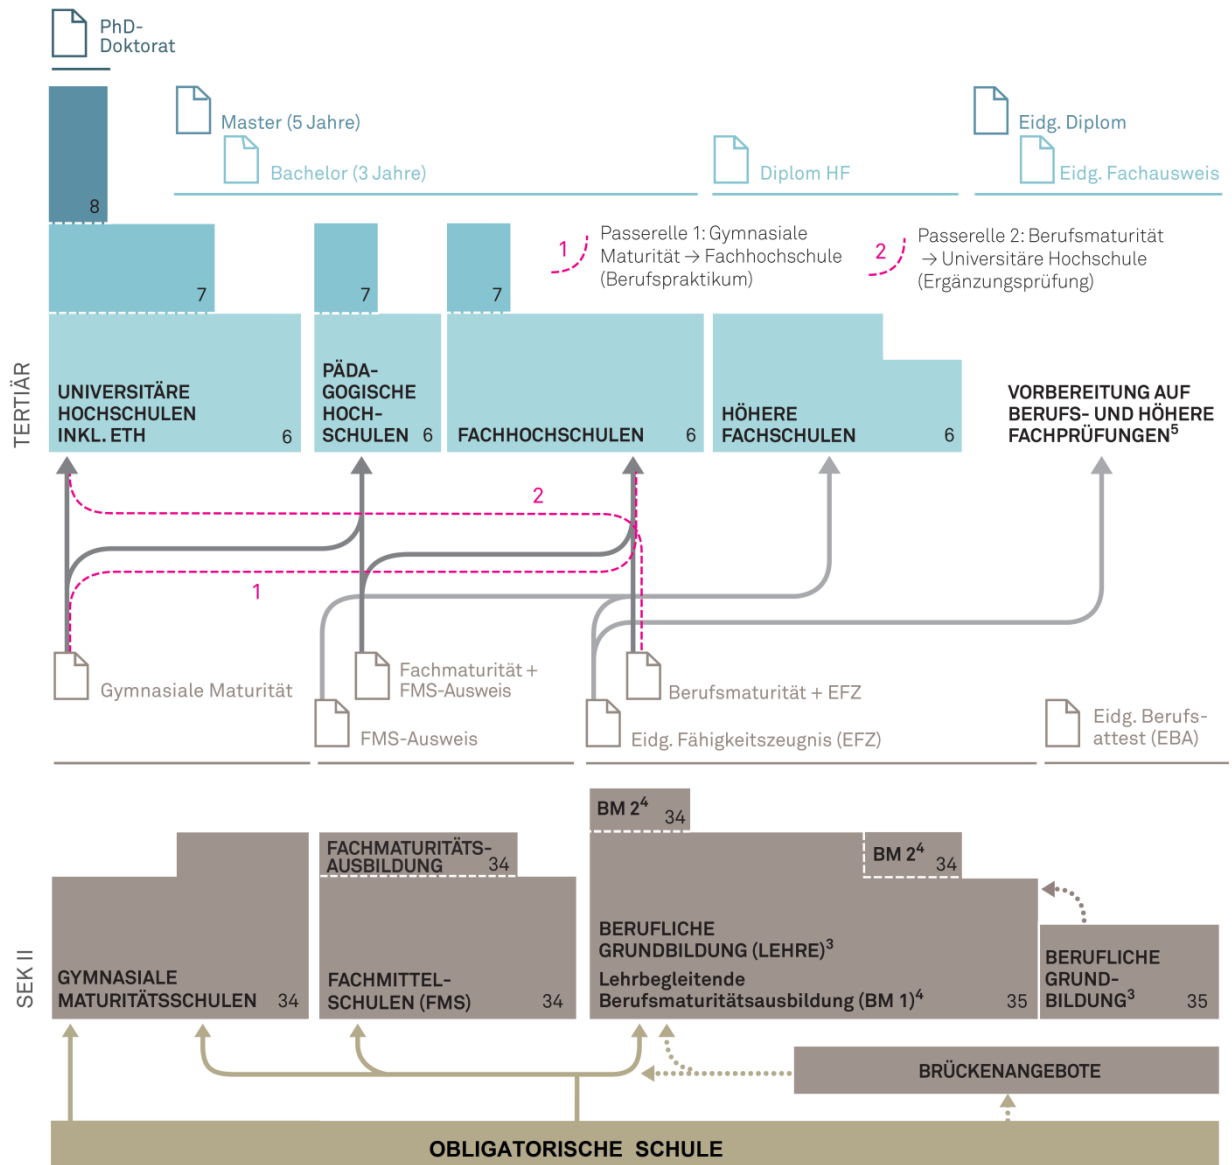 PhD-
Doktorat
Master (5 Jahre)
Bachelor (3 Jahre)
Diplom HF
Eidg. Diplom
Eidg. Fachausweis
8
7
7
7
1
Passerelle 1: Gymnasiale
Maturität → Fachhochschule
(Berufspraktikum)
2
Passerelle 2: Berufsmaturität
→ Universitäre Hochschule
(Ergänzungsprüfung)
TERTIÄR
UNIVERSITÄRE
HOCHSCHULEN
INKL. ETH
6
PÄDA-
GOGISCHE
HOCH-
SCHULEN
6
FACHHOCHSCHULEN
6
HÖHERE
FACHSCHULEN
6
VORBEREITUNG AUF
BERUFS- UND HÖHERE
FACHPRÜFUNGEN⁵
2
1
Gymnasiale Maturität
Fachmaturität +
FMS-Ausweis
Berufsmaturität + EFZ
FMS-Ausweis
Eidg. Fähigkeitszeugnis (EFZ)
Eidg. Berufs-
attest (EBA)
SEK II
GYMNASIALE
MATURITÄTSSCHULEN
34
FACHMATURITÄTS-
AUSBILDUNG
34
FACHMITTEL-
SCHULEN (FMS)
34
BM 2⁴
34
BM 2⁴
34
BERUFLICHE
GRUNDBILDUNG (LEHRE)³
Lehrbegleitende
Berufsmaturitätsausbildung (BM 1)⁴
35
BERUFLICHE
GRUND-
BILDUNG³
35
BRÜCKENANGEBOTE
OBLIGATORISCHE SCHULE